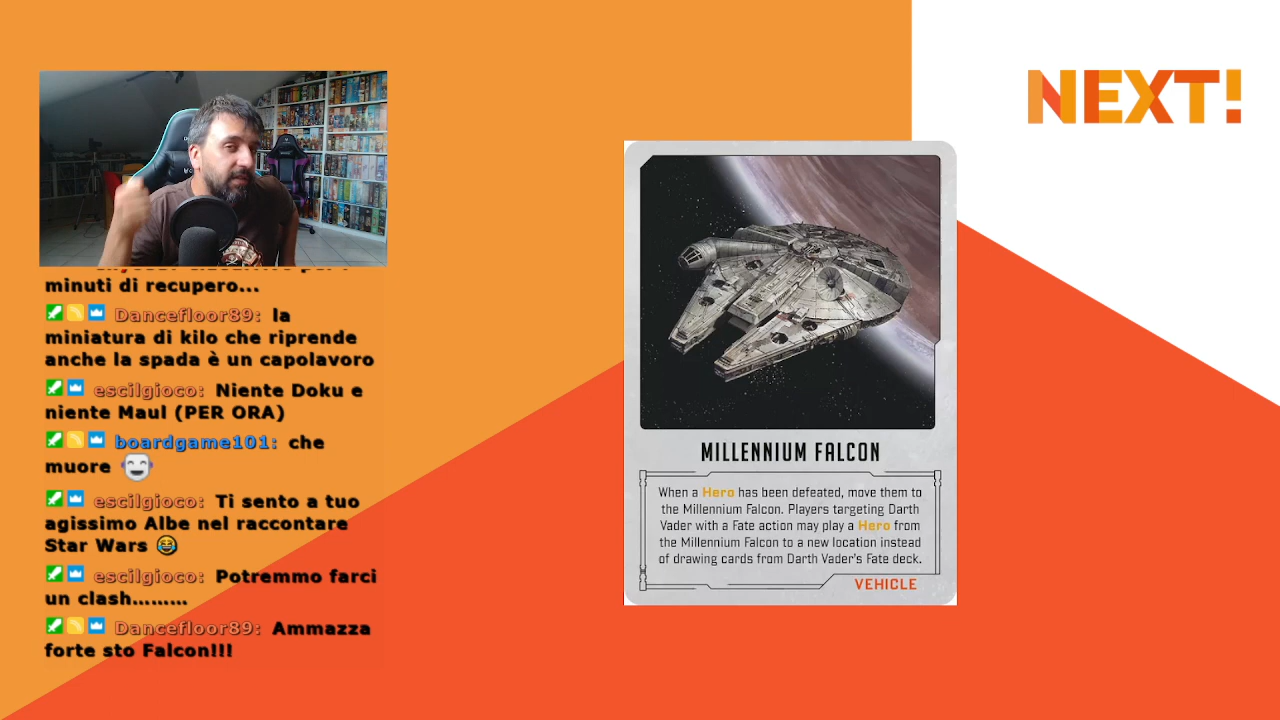 NEXT!
minuti di recupero...
Dancefloor89: la
miniatura di kilo che riprende
anche la spada è un capolavoro
escilgioco: Niente Doku e
niente Maul (PER ORA)
boardgame101: che
muore
escilgioco: Ti sento a tuo
agissimo Albe nel raccontare
Star Wars
escilgioco: Potremmo farci
un clash.........
Dancefloor89: Ammazza
forte sto Falcon!!!
MILLENNIUM FALCON
When a Hero has been defeated, move them to
the Millennium Falcon. Players targeting Darth
Vader with a Fate action may play a Hero from
the Millennium Falcon to a new location instead
of drawing cards from Darth Vader's Fate deck.
VEHICLE